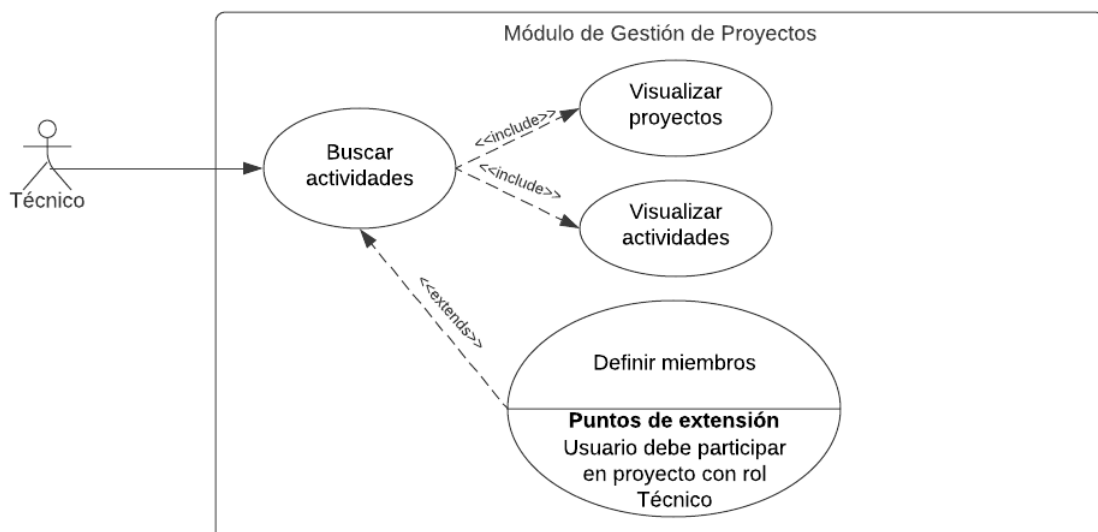 Módulo de Gestión de Proyectos
Técnico
Buscar
actividades
<<include>>
Visualizar
proyectos
<<include>>
Visualizar
actividades
<<extends>>
Definir miembros
Puntos de extensión
Usuario debe participar
en proyecto con rol
Técnico